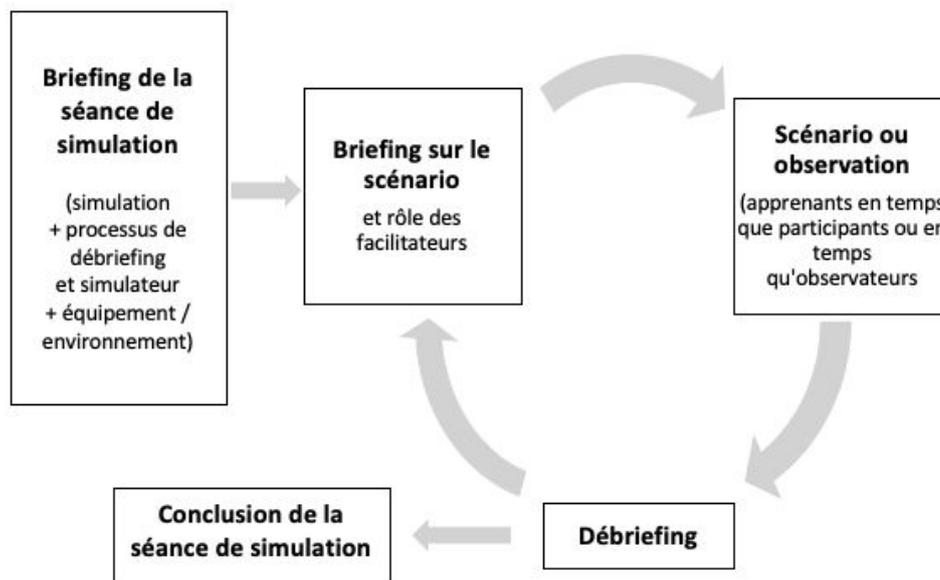 Briefing de la
séance de
simulation
(simulation
+ processus de
débriefing
et simulateur
+ équipement /
environnement)
Briefing sur le
scénario
et rôle des
facilitateurs
Scénario ou
observation
(apprenants en temps
que participants ou en
temps
qu'observateurs
Débriefing
Conclusion de la
séance de simulation